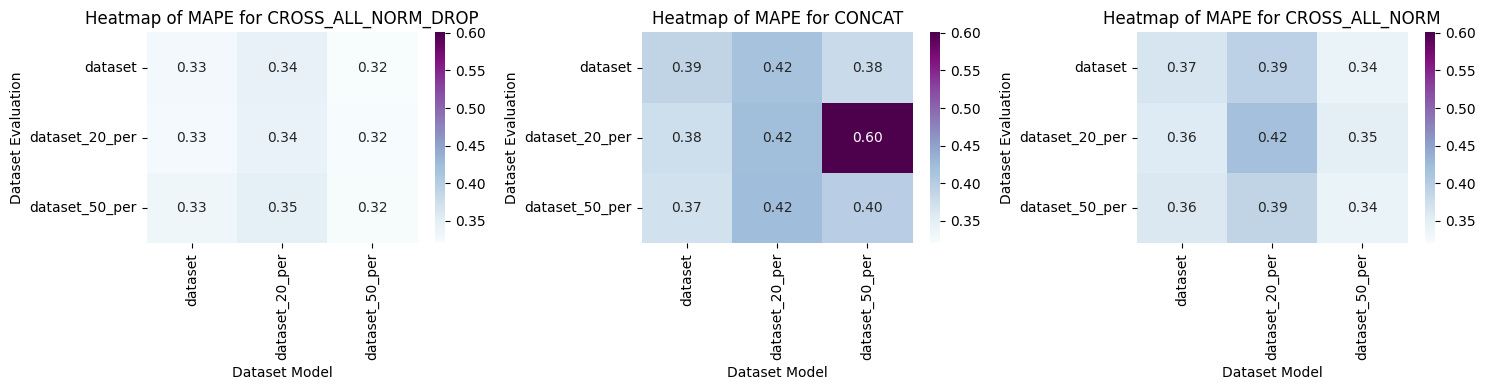 Heatmap of MAPE for CROSS_ALL_NORM_DROP
Dataset Evaluation
dataset 0.33 0.34 0.32
dataset_20_per 0.33 0.34 0.32
dataset_50_per 0.33 0.35 0.32
dataset dataset_20_per dataset_50_per
Dataset Model
0.60
0.55
0.50
0.45
0.40
0.35
Heatmap of MAPE for CONCAT
Dataset Evaluation
dataset 0.39 0.42 0.38
dataset_20_per 0.38 0.42 0.60
dataset_50_per 0.37 0.42 0.40
dataset dataset_20_per dataset_50_per
Dataset Model
0.60
0.55
0.50
0.45
0.40
0.35
Heatmap of MAPE for CROSS_ALL_NORM
Dataset Evaluation
dataset 0.37 0.39 0.34
dataset_20_per 0.36 0.42 0.35
dataset_50_per 0.36 0.39 0.34
dataset dataset_20_per dataset_50_per
Dataset Model
0.60
0.55
0.50
0.45
0.40
0.35